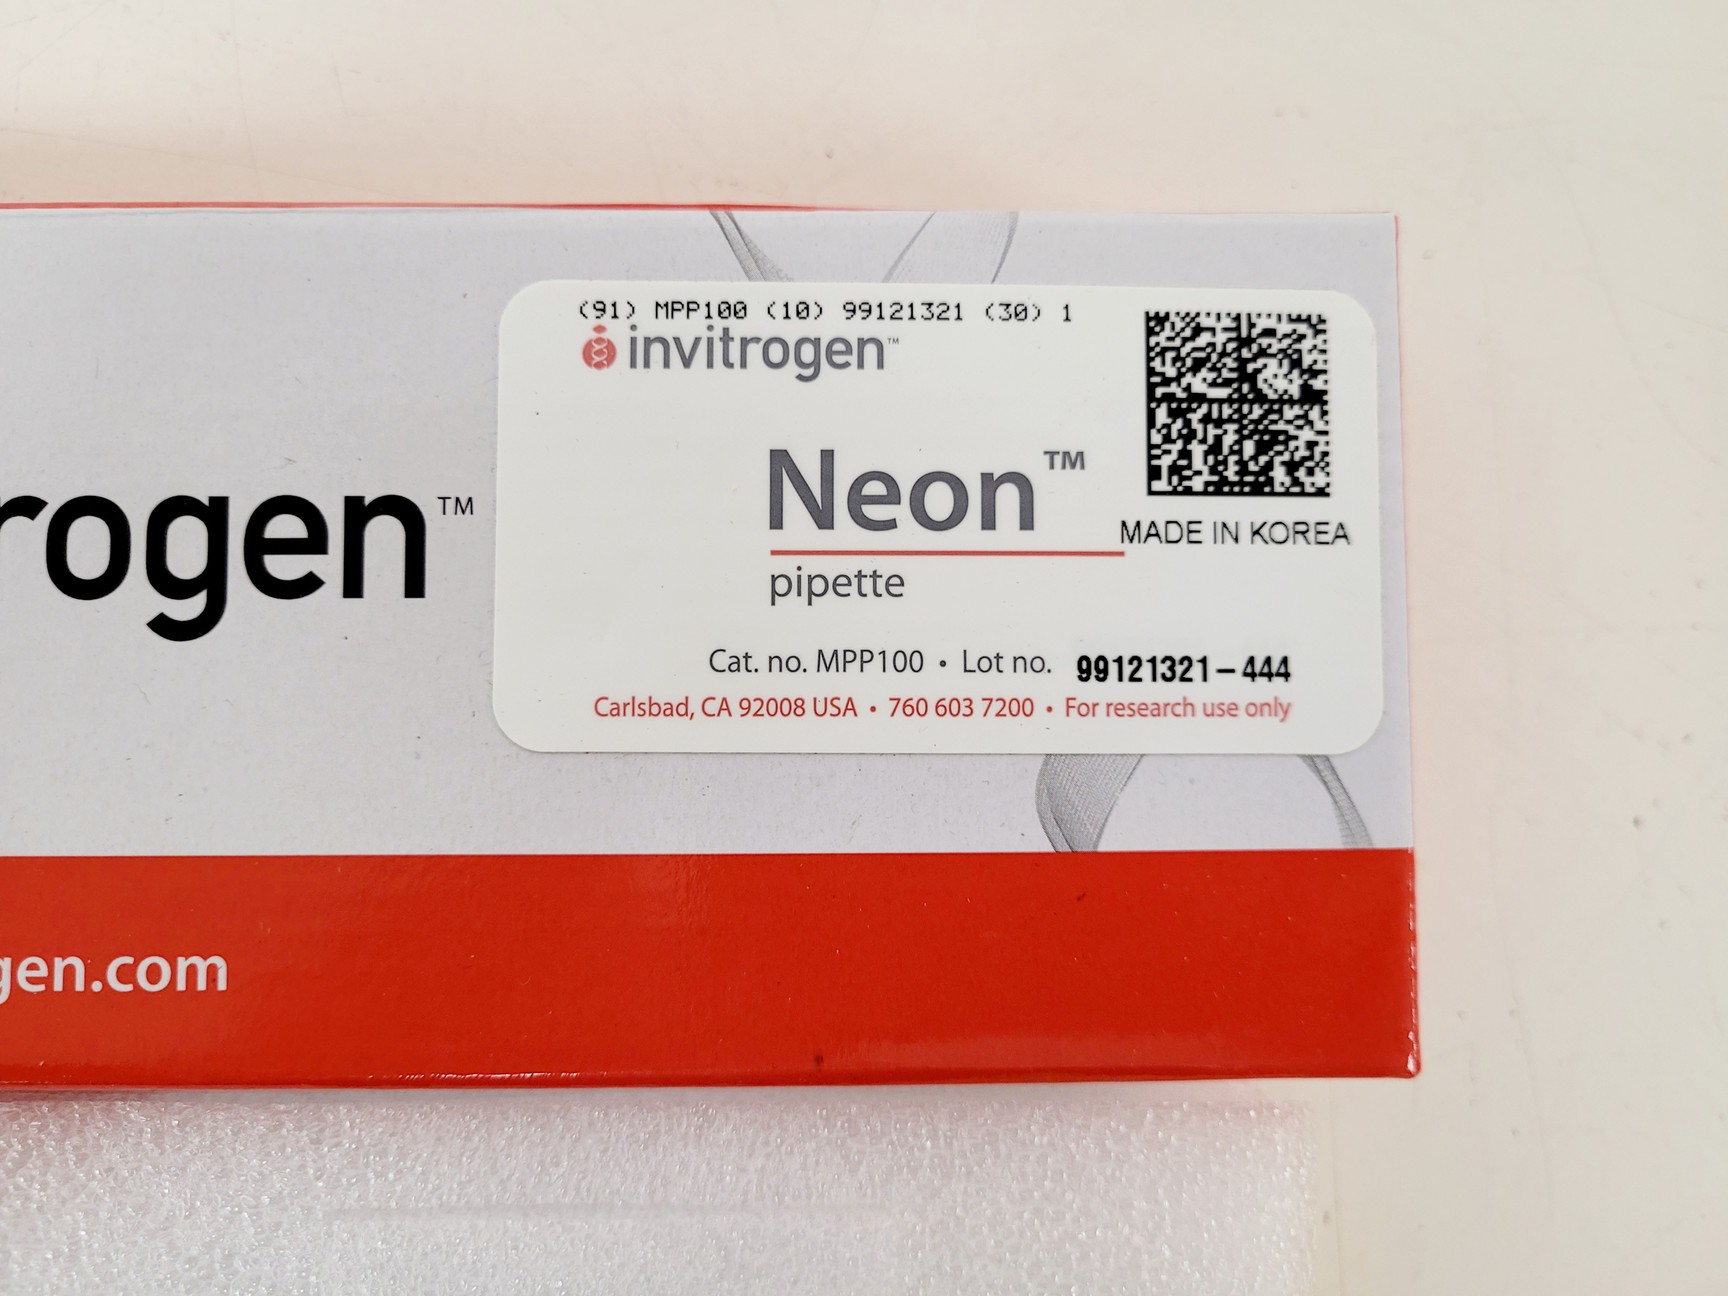 (91) MPP100 (10) 99121321 (30) 1
invitrogen™
Neon™
MADE IN KOREA
pipette
Cat. no. MPP100 • Lot no. 99121321-444
Carlsbad, CA 92008 USA • 760 603 7200 • For research use only
rogen™
gen.com